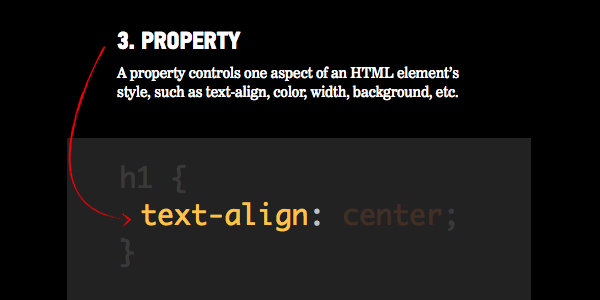 3. PROPERTY
A property controls one aspect of an HTML element’s
style, such as text-align, color, width, background, etc.
h1 {
text-align: center;
}